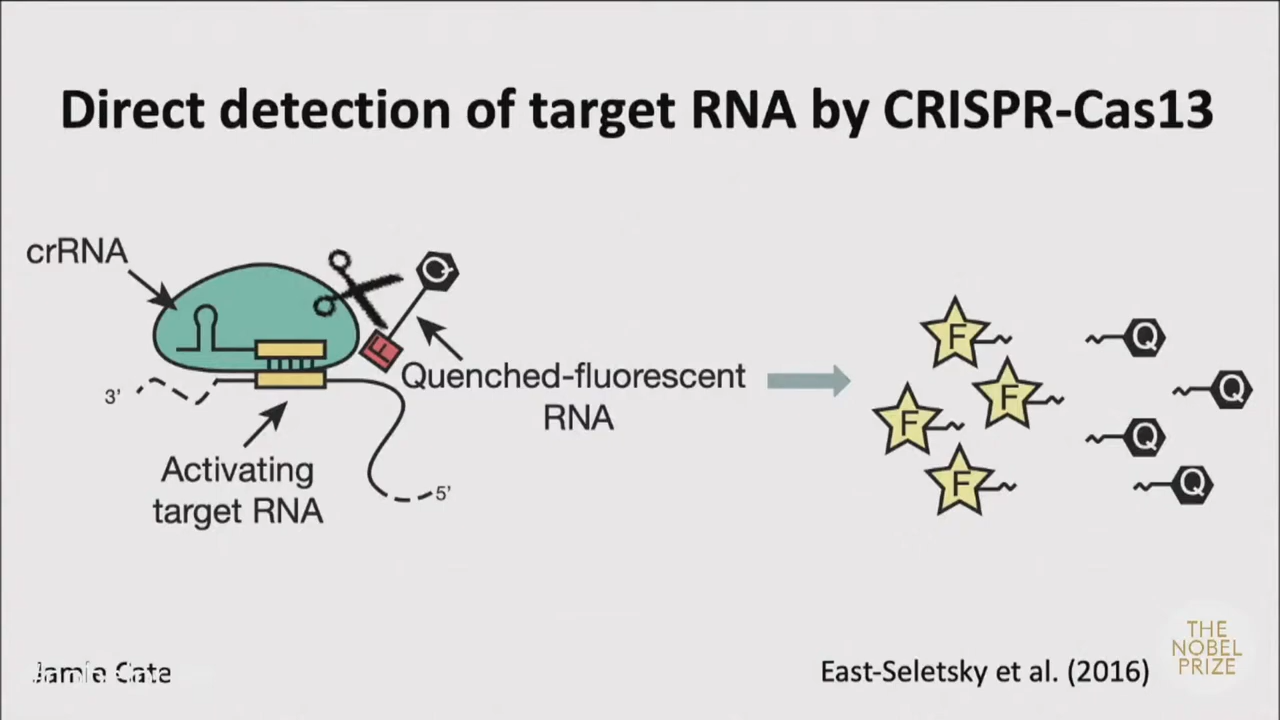 Direct detection of target RNA by CRISPR-Cas13
crRNA
Q
F
Quenched-fluorescent
RNA
3'
Activating
target RNA
5'
F
Q
F
Q
F
Q
F
Q
Jamie Cate
East-Seletsky et al. (2016)
THE
NOBEL
PRIZE